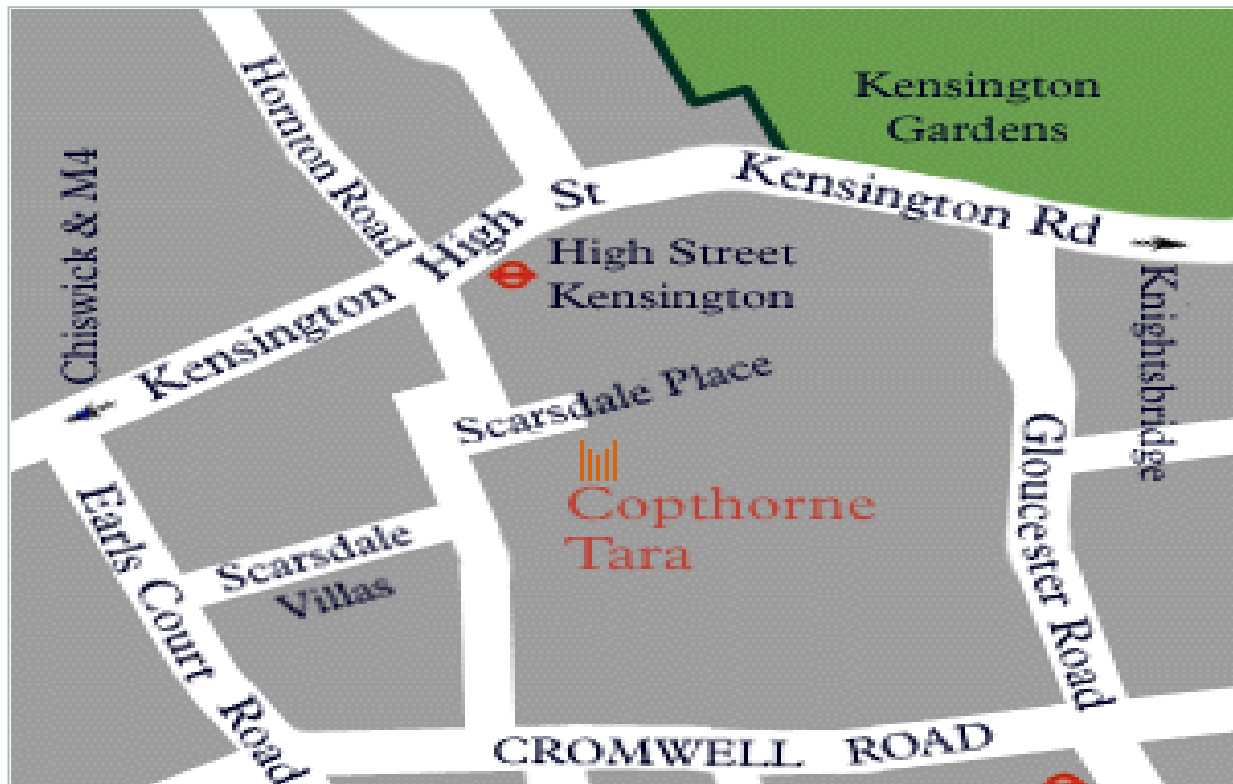 Kensington
Gardens
Hornton Road
Chiswick & M4
Kensington High St
Kensington Rd
High Street
Kensington
Knightsbridge
Scarsdale Place
Copthorne
Tara
Gloucester Road
Earls Court Road
Scarsdale
Villas
CROMWELL ROAD